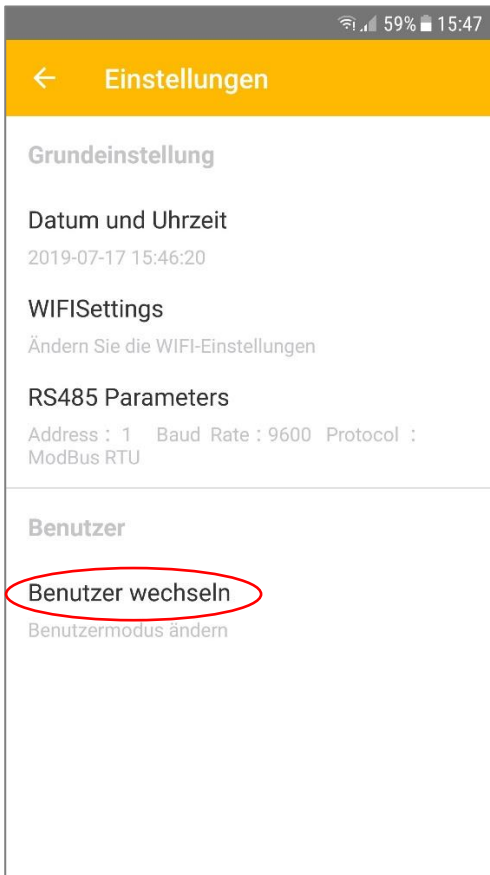 59% 15:47
Einstellungen
Grundeinstellung
Datum und Uhrzeit
2019-07-17 15:46:20
WIFISettings
Ändern Sie die WIFI-Einstellungen
RS485 Parameters
Address : 1 Baud Rate : 9600 Protocol :
ModBus RTU
Benutzer
Benutzer wechseln
Benutzermodus ändern